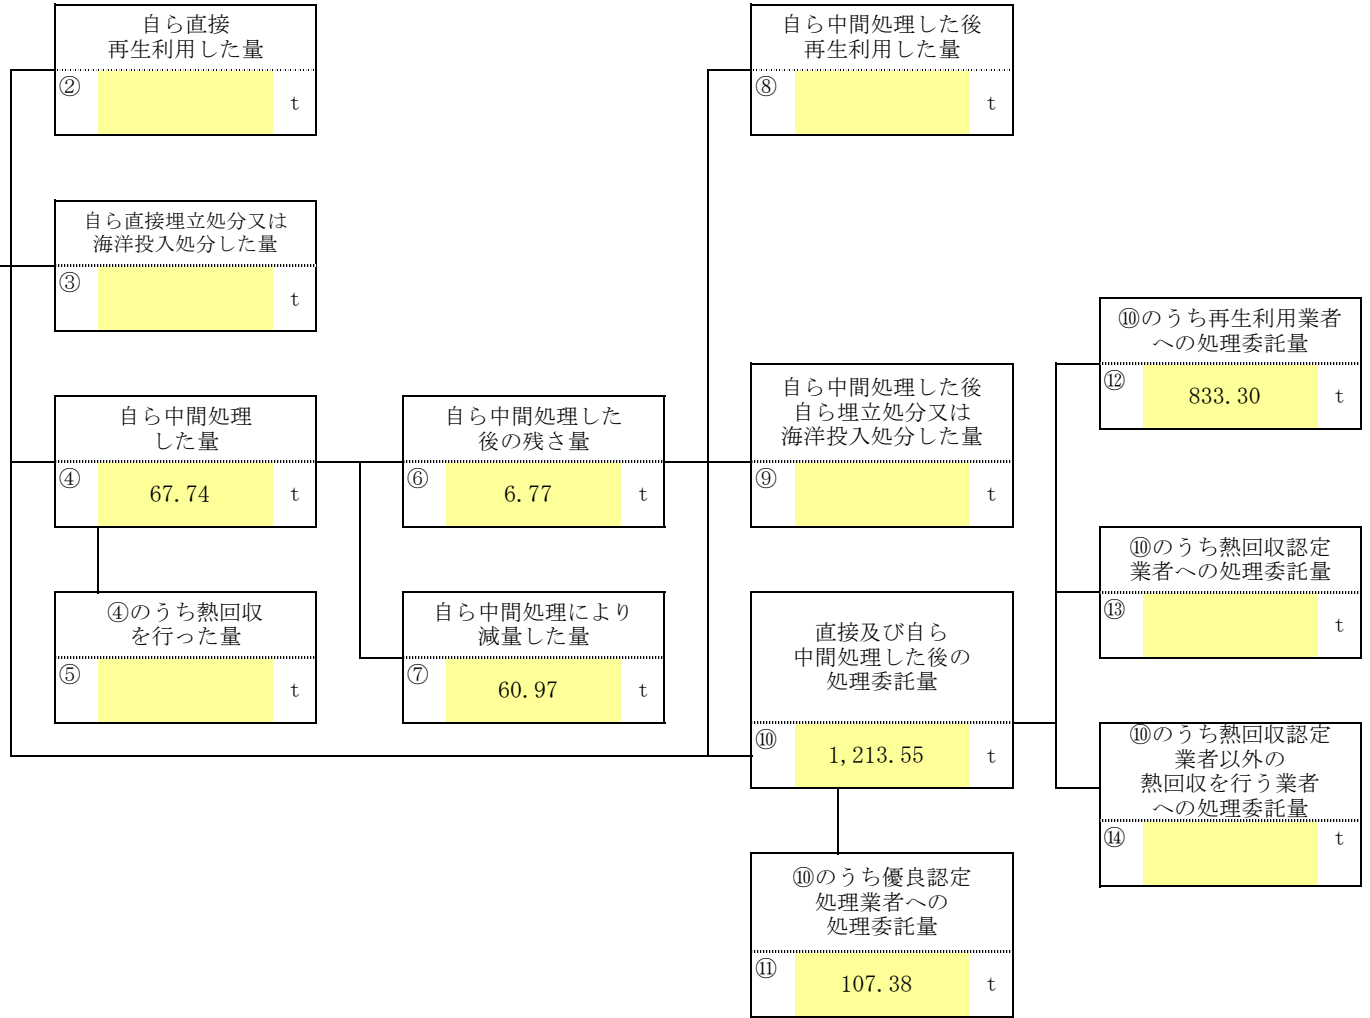 自ら直接
再生利用した量
②
t
自ら中間処理した後
再生利用した量
⑧
t
自ら直接埋立処分又は
海洋投入処分した量
③
t
⑩のうち再生利用業者
への処理委託量
⑫
833.30
t
自ら中間処理
した量
④
67.74
t
自ら中間処理した
後の残さ量
⑥
6.77
t
自ら中間処理した後
自ら埋立処分又は
海洋投入処分した量
⑨
t
⑩のうち熱回収認定
業者への処理委託量
⑬
t
④のうち熱回収
を行った量
⑤
t
自ら中間処理により
減量した量
⑦
60.97
t
直接及び自ら
中間処理した後の
処理委託量
⑩
1,213.55
t
⑩のうち熱回収認定
業者以外の
熱回収を行う業者
への処理委託量
⑭
t
⑩のうち優良認定
処理業者への
処理委託量
⑪
107.38
t